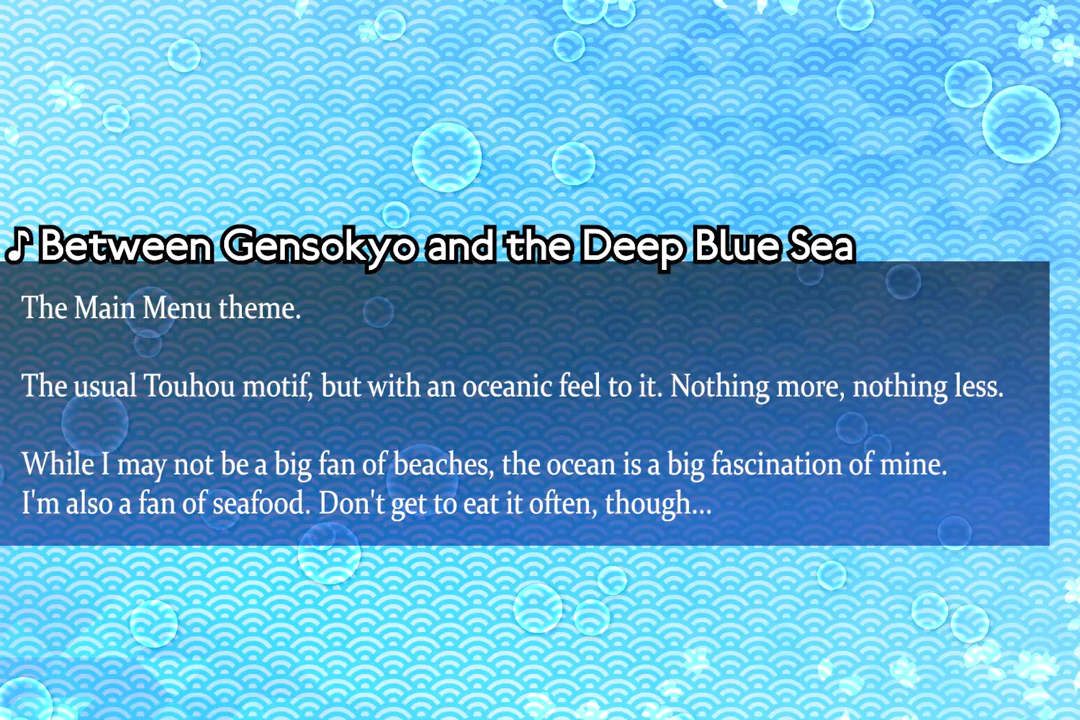 ♪ Between Gensokyo and the Deep Blue Sea
The Main Menu theme.
The usual Touhou motif, but with an oceanic feel to it. Nothing more, nothing less.
While I may not be a big fan of beaches, the ocean is a big fascination of mine.
I'm also a fan of seafood. Don't get to eat it often, though...